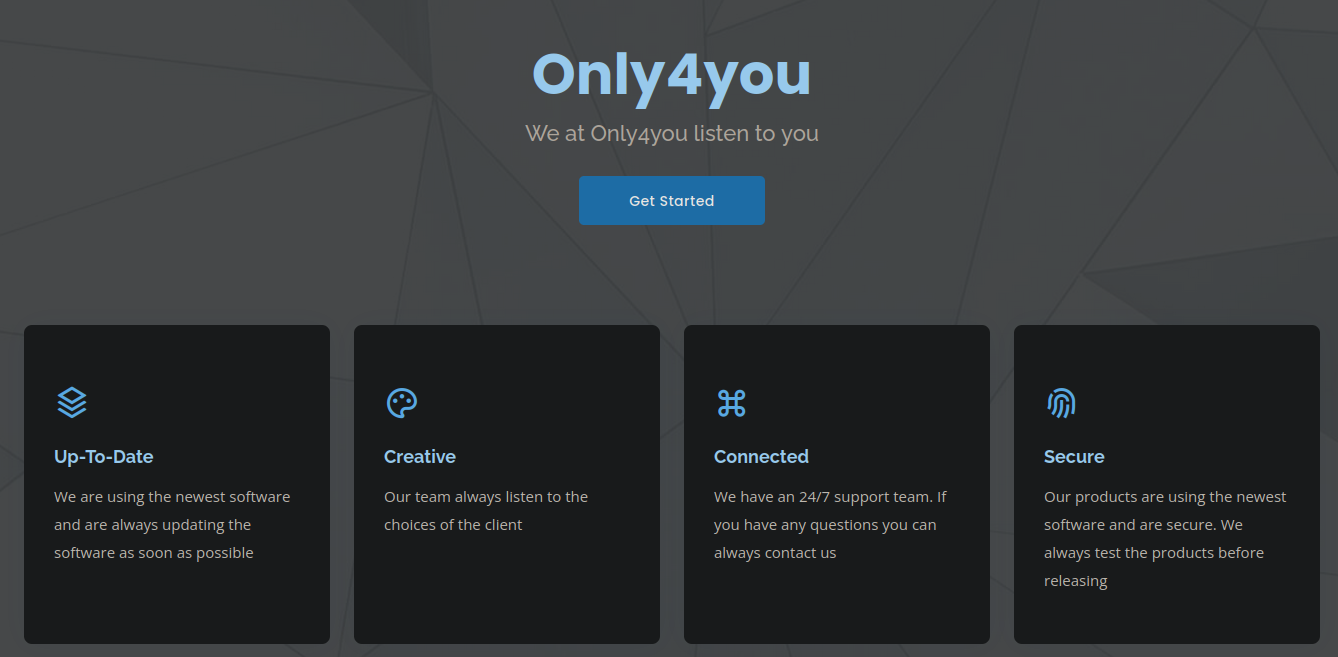 Only4you
We at Only4you listen to you
Get Started
Up-To-Date
We are using the newest software
and are always updating the
software as soon as possible
Creative
Our team always listen to the
choices of the client
Connected
We have an 24/7 support team. If
you have any questions you can
always contact us
Secure
Our products are using the newest
software and are secure. We
always test the products before
releasing